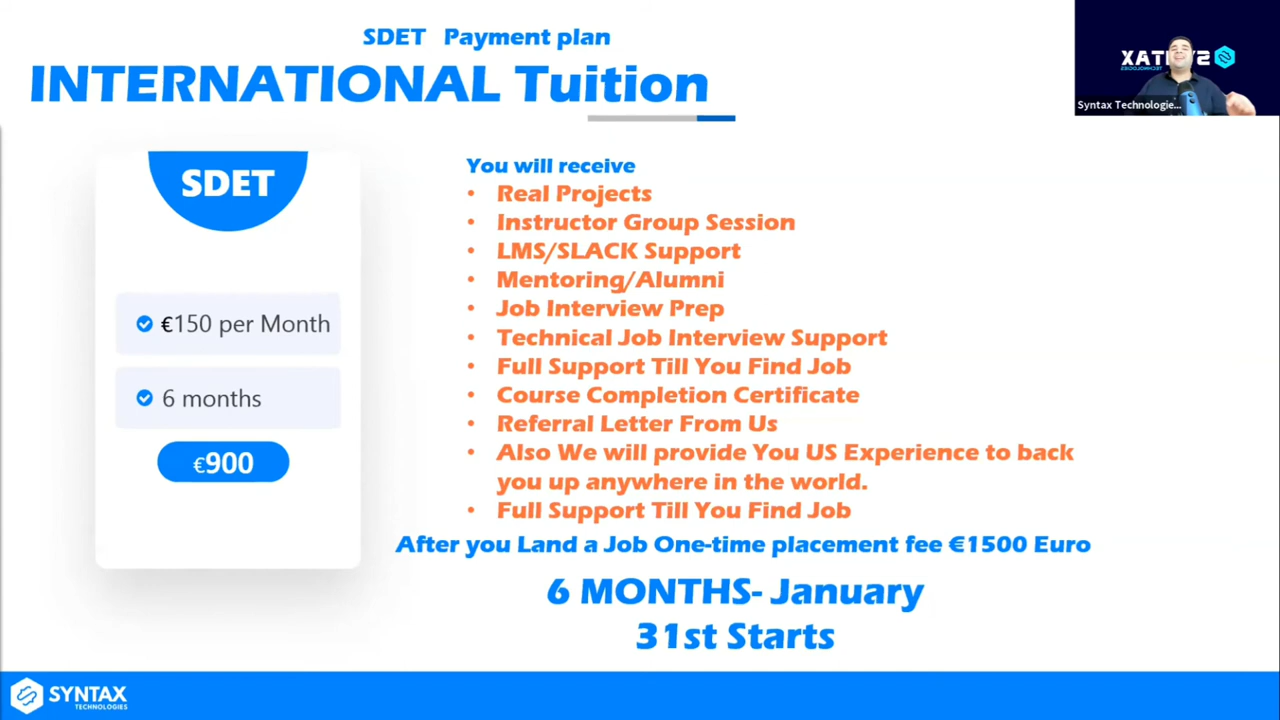 SDET Payment plan
INTERNATIONAL Tuition
SYNTAX
TECHNOLOGIES
Syntax Technologie...
SDET
€150 per Month
6 months
€900
You will receive
• Real Projects
• Instructor Group Session
• LMS/SLACK Support
• Mentoring/Alumni
• Job Interview Prep
• Technical Job Interview Support
• Full Support Till You Find Job
• Course Completion Certificate
• Referral Letter From Us
• Also We will provide You US Experience to back
you up anywhere in the world.
• Full Support Till You Find Job
After you Land a Job One-time placement fee €1500 Euro
6 MONTHS- January
31st Starts
SYNTAX
TECHNOLOGIES